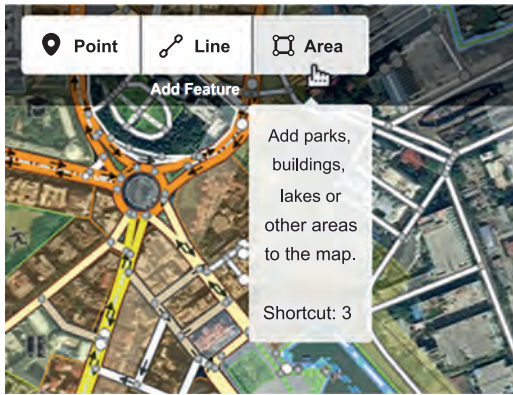 Point Line Area
Add Feature
Add parks,
buildings,
lakes or
other areas
to the map.
Shortcut: 3